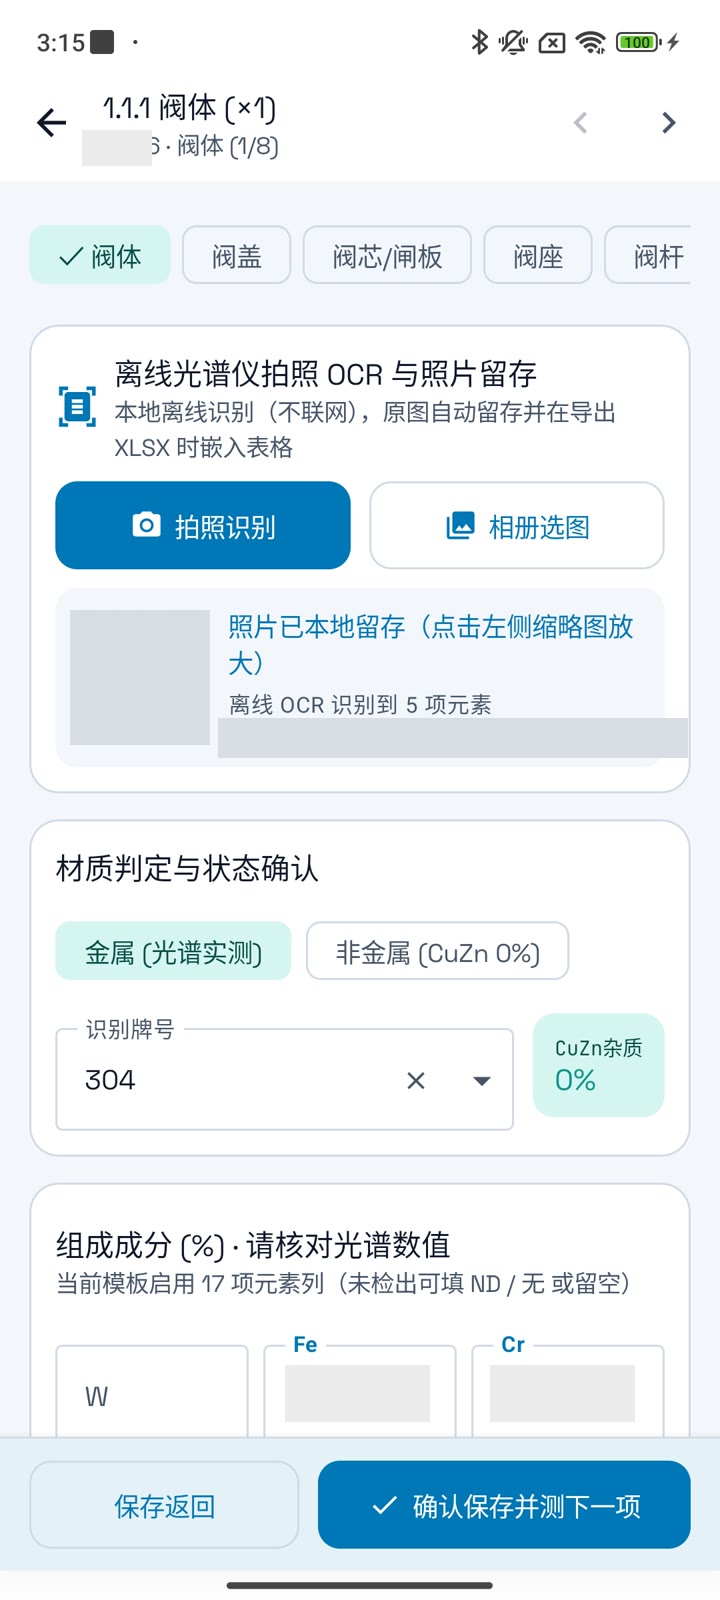 3:15
100
1.1.1 阀体 (×1)
6 · 阀体 (1/8)
阀体
阀盖
阀芯/闸板
阀座
阀杆
离线光谱仪拍照 OCR 与照片留存
本地离线识别（不联网），原图自动留存并在导出
XLSX 时嵌入表格
拍照识别
相册选图
照片已本地留存（点击左侧缩略图放
大）
离线 OCR 识别到 5 项元素
材质判定与状态确认
金属 (光谱实测)
非金属 (CuZn 0%)
识别牌号
304
CuZn杂质
0%
组成成分 (%) · 请核对光谱数值
当前模板启用 17 项元素列（未检出可填 ND / 无 或留空）
W
Fe
Cr
保存返回
确认保存并测下一项